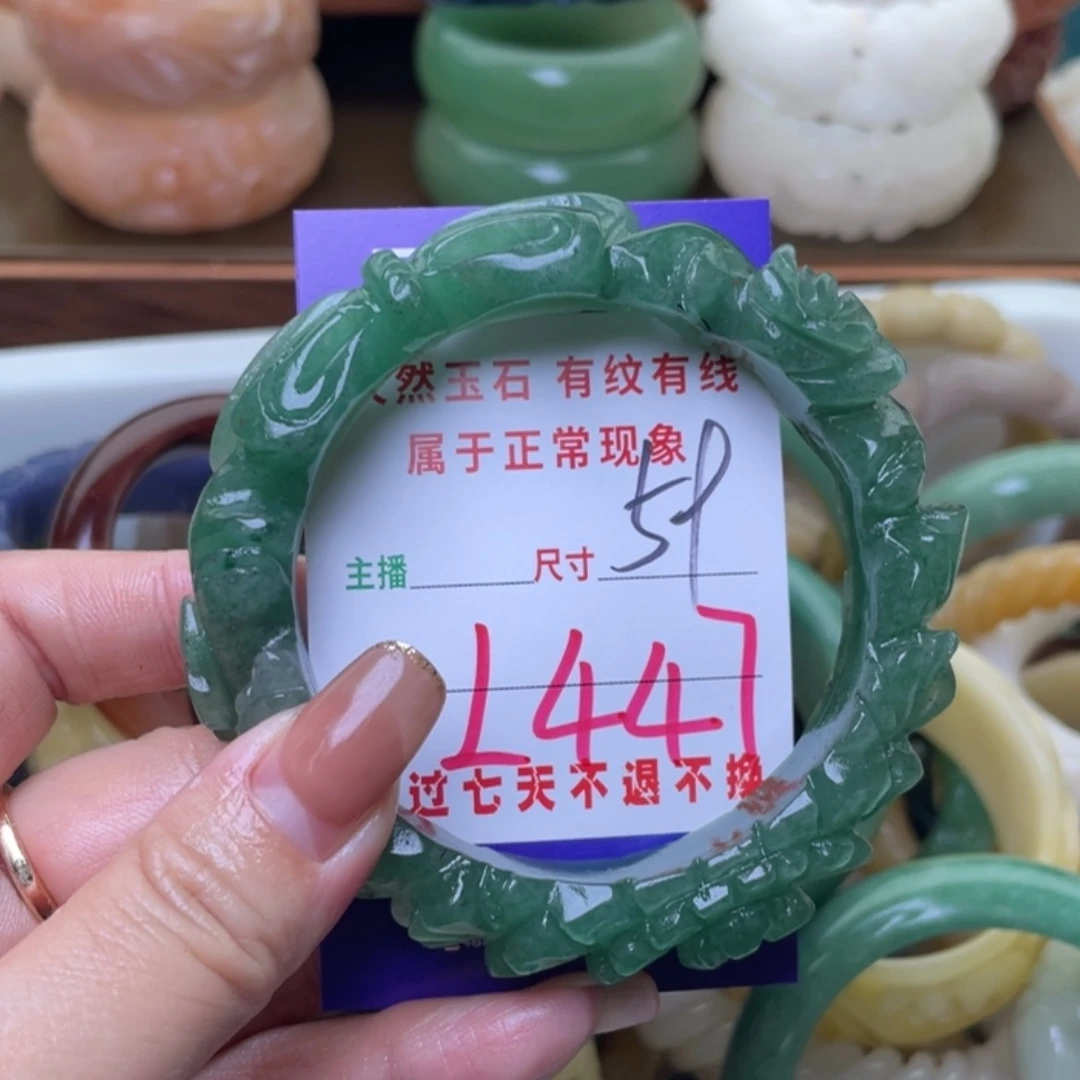 然玉石 有纹有线
属于正常现象
主播 尺寸 59
1447
过七天不退不换